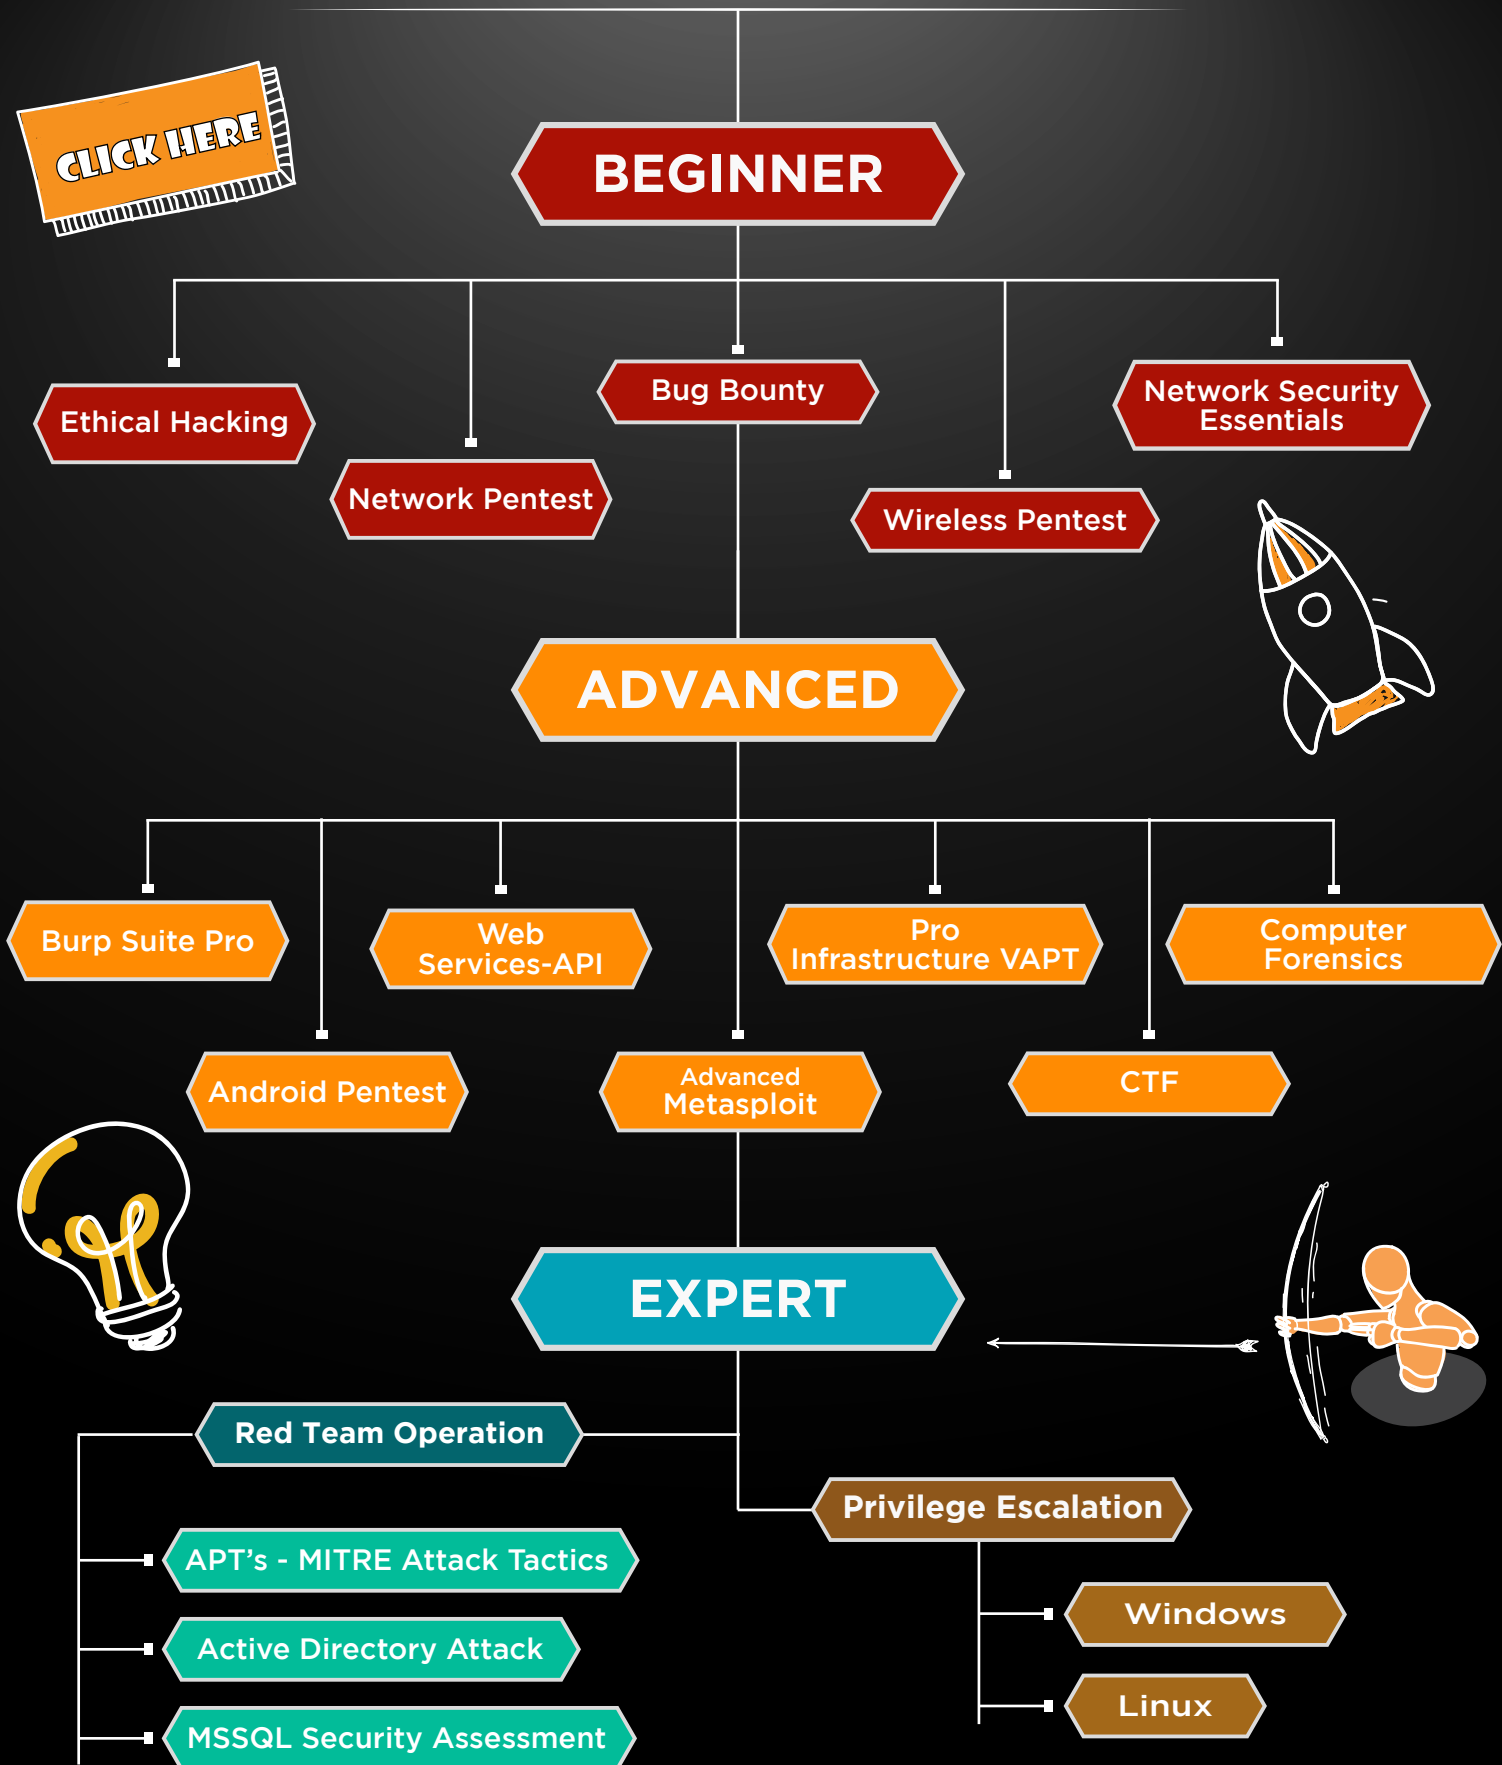 CLICK HERE
BEGINNER
Ethical Hacking
Network Pentest
Bug Bounty
Wireless Pentest
Network Security
Essentials
ADVANCED
Burp Suite Pro
Android Pentest
Web
Services-API
Advanced
Metasploit
Pro
Infrastructure VAPT
CTF
Computer
Forensics
EXPERT
Red Team Operation
APT’s - MITRE Attack Tactics
Active Directory Attack
MSSQL Security Assessment
Privilege Escalation
Windows
Linux